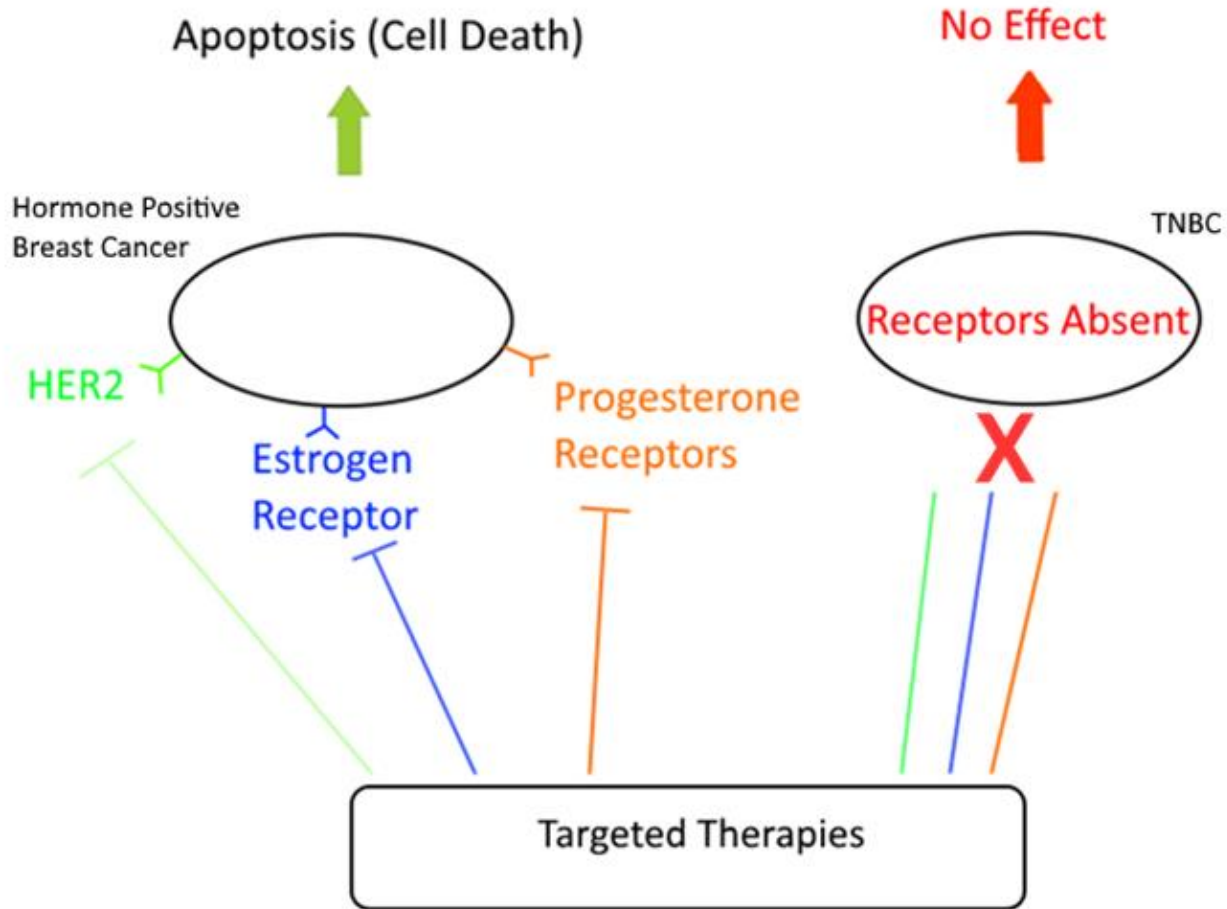 Apoptosis (Cell Death)
No Effect
Hormone Positive
Breast Cancer
TNBC
Receptors Absent
HER2
Estrogen
Receptor
Progesterone
Receptors
X
Targeted Therapies